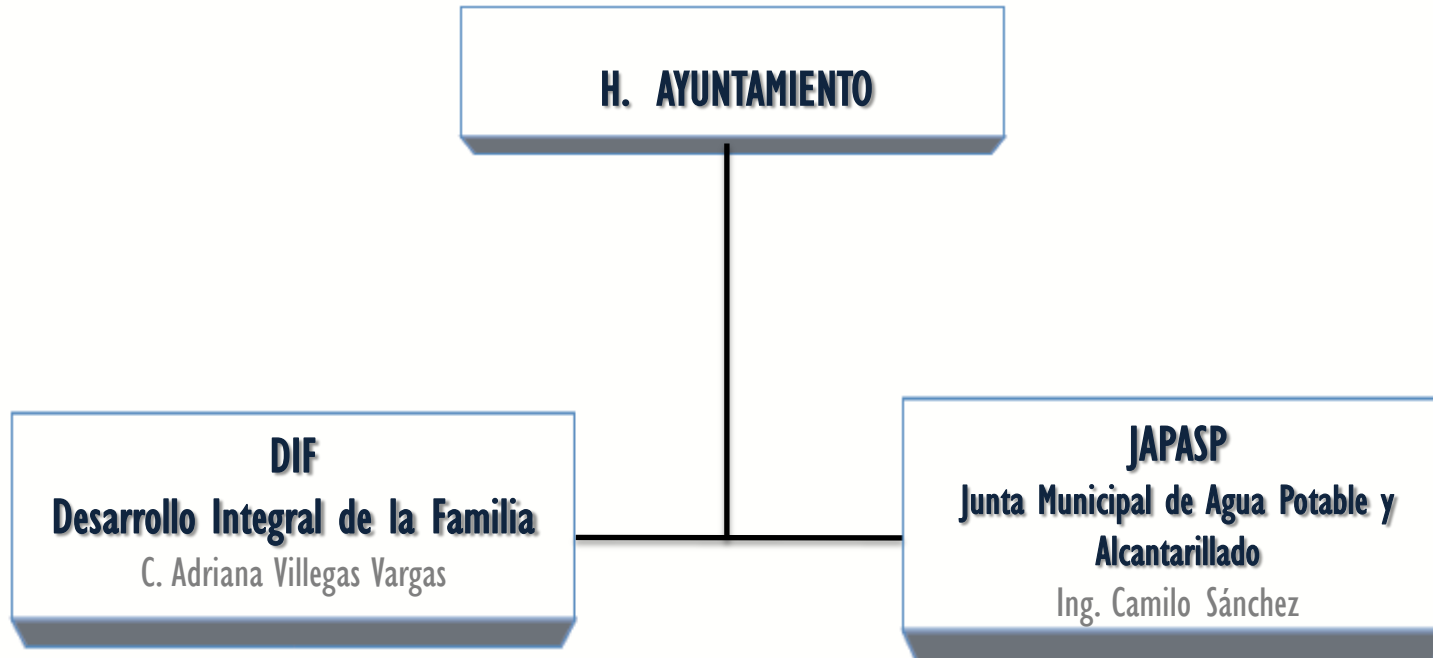 H. AYUNTAMIENTO
DIF
Desarrollo Integral de la Familia
C. Adriana Villegas Vargas
JAPASP
Junta Municipal de Agua Potable y
Alcantarillado
Ing. Camilo Sánchez